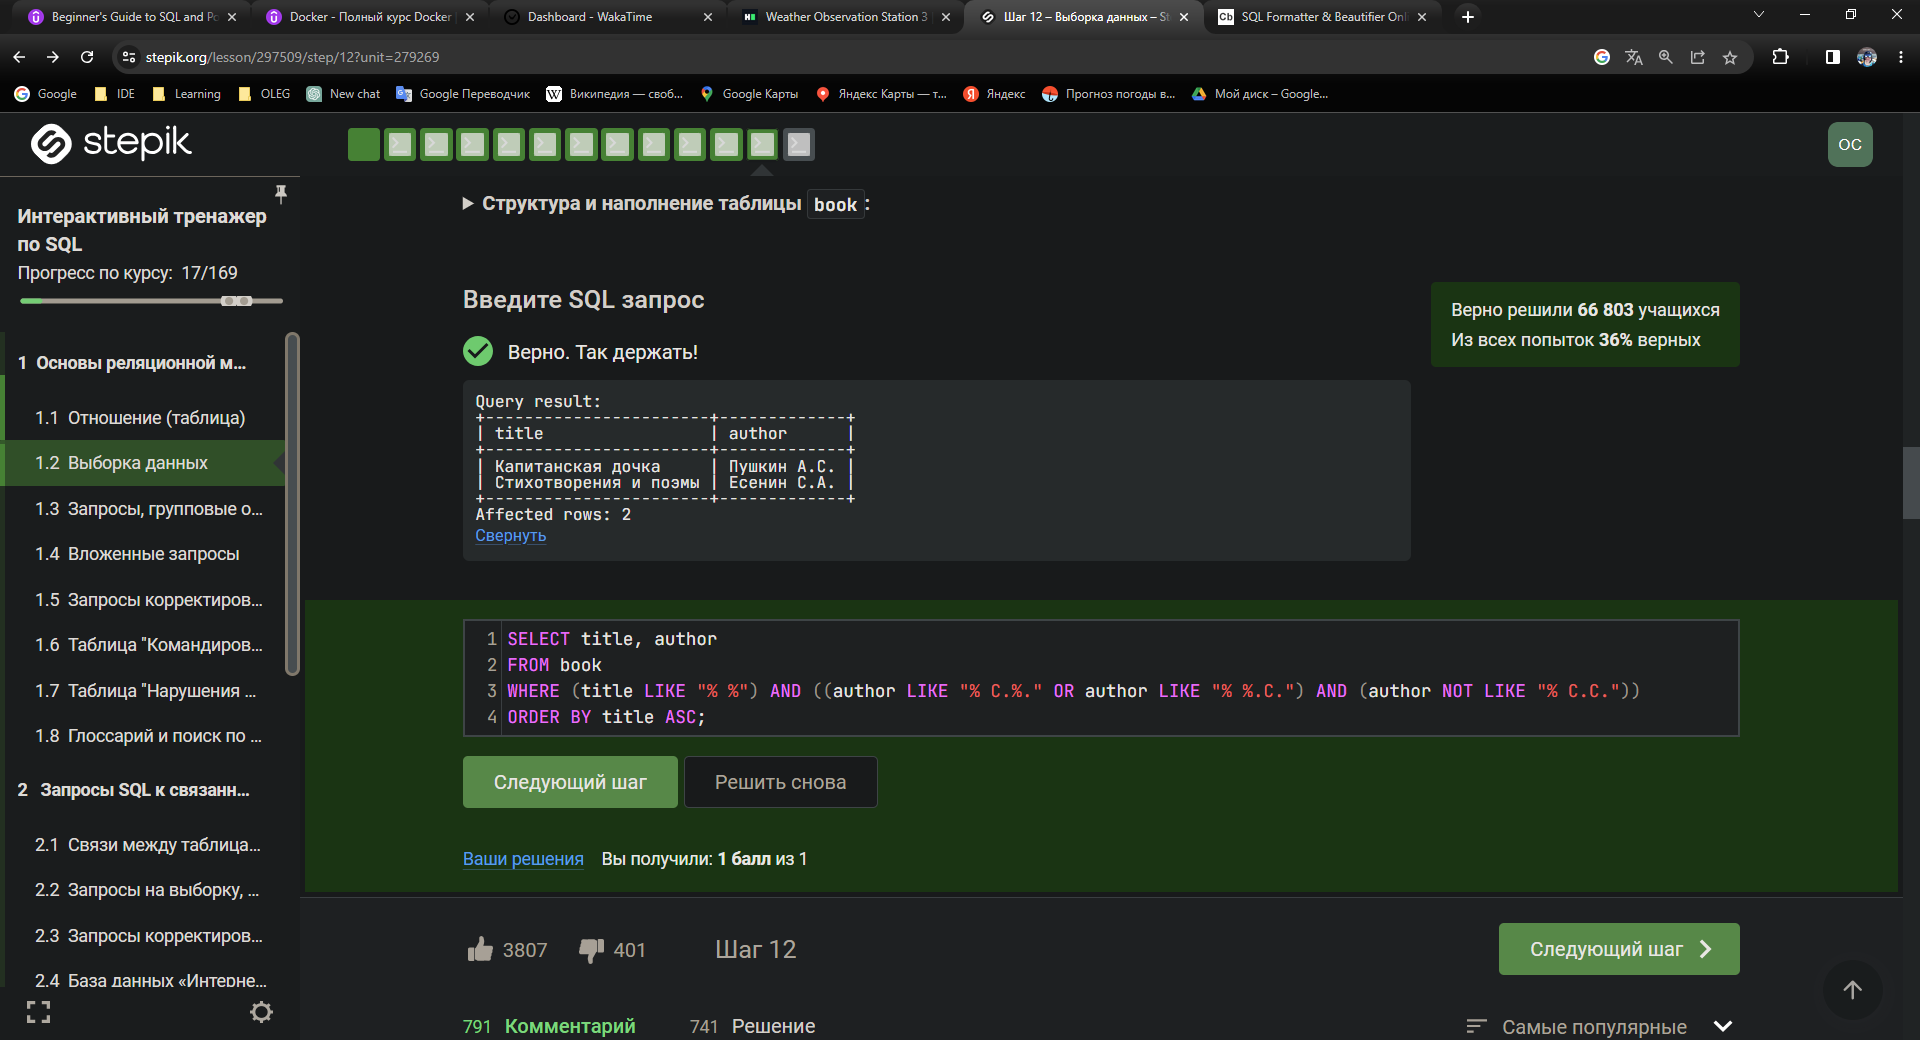 Beginner's Guide to SQL and Po
Docker - Полный курс Docker
Dashboard - WakaTime
Weather Observation Station 3
Шаг 12 – Выборка данных – St
SQL Formatter & Beautifier Onli
stepik.org/lesson/297509/step/12?unit=279269
Google
IDE
Learning
OLEG
New chat
Google Переводчик
Википедия — своб...
Google Карты
Яндекс Карты — т...
Яндекс
Прогноз погоды в...
Мой диск – Google...
stepik
OC
Интерактивный тренажер
по SQL
Прогресс по курсу: 17/169
1 Основы реляционной м...
1.1 Отношение (таблица)
1.2 Выборка данных
1.3 Запросы, групповые о...
1.4 Вложенные запросы
1.5 Запросы корректиров...
1.6 Таблица "Командиров...
1.7 Таблица "Нарушения ...
1.8 Глоссарий и поиск по ...
2 Запросы SQL к связанн...
2.1 Связи между таблица...
2.2 Запросы на выборку, ...
2.3 Запросы корректиров...
2.4 База данных «Интерне...
Структура и наполнение таблицы book:
Введите SQL запрос
Верно. Так держать!
Верно решили 66 803 учащихся
Из всех попыток 36% верных
Query result:
+-----------------------+-------------+
| title                 | author      |
+-----------------------+-------------+
| Капитанская дочка     | Пушкин А.С. |
| Стихотворения и поэмы | Есенин С.А. |
+-----------------------+-------------+
Affected rows: 2
Свернуть
1 SELECT title, author
2 FROM book
3 WHERE (title LIKE "% %") AND ((author LIKE "% С.%." OR author LIKE "% %.С.") AND (author NOT LIKE "% С.С."))
4 ORDER BY title ASC;
Следующий шаг
Решить снова
Ваши решения Вы получили: 1 балл из 1
3807
401
Шаг 12
Следующий шаг
791 Комментарий
741 Решение
Самые популярные